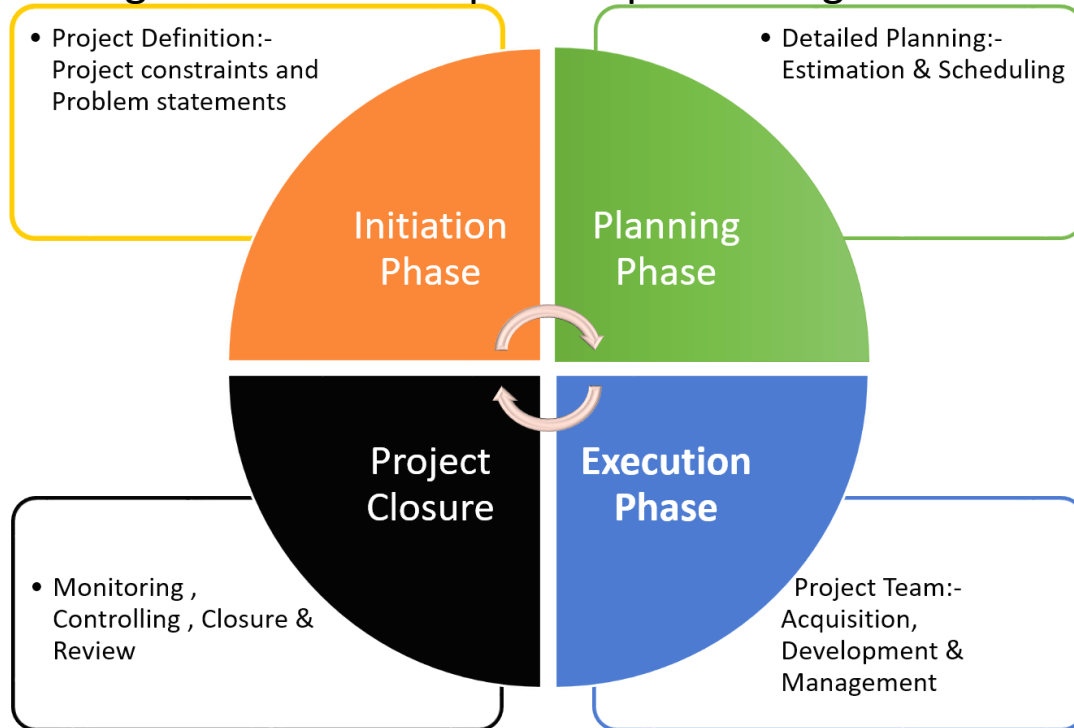 • Project Definition:-
Project constraints and
Problem statements
• Detailed Planning:-
Estimation & Scheduling
Initiation
Phase
Planning
Phase
Project
Closure
Execution
Phase
• Monitoring ,
Controlling , Closure &
Review
Project Team:-
Acquisition,
Development &
Management